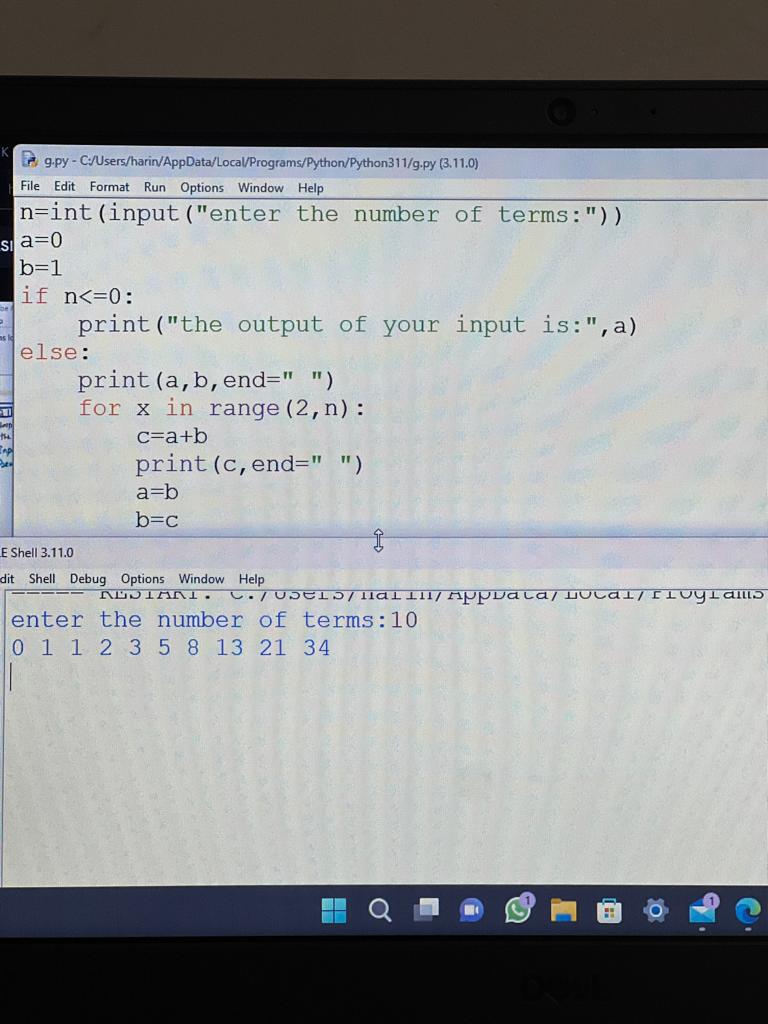 g.py - C:/Users/harin/AppData/Local/Programs/Python/Python311/g.py (3.11.0)
File Edit Format Run Options Window Help
n=int(input("enter the number of terms:"))
a=0
b=1
if n<=0:
    print("the output of your input is:",a)
else:
    print(a,b,end=" ")
    for x in range(2,n):
        c=a+b
        print(c,end=" ")
        a=b
        b=c
E Shell 3.11.0
dit Shell Debug Options Window Help
RESTART: C:/Users/harin/AppData/Local/Programs
enter the number of terms:10
0 1 1 2 3 5 8 13 21 34
1
1
DELL